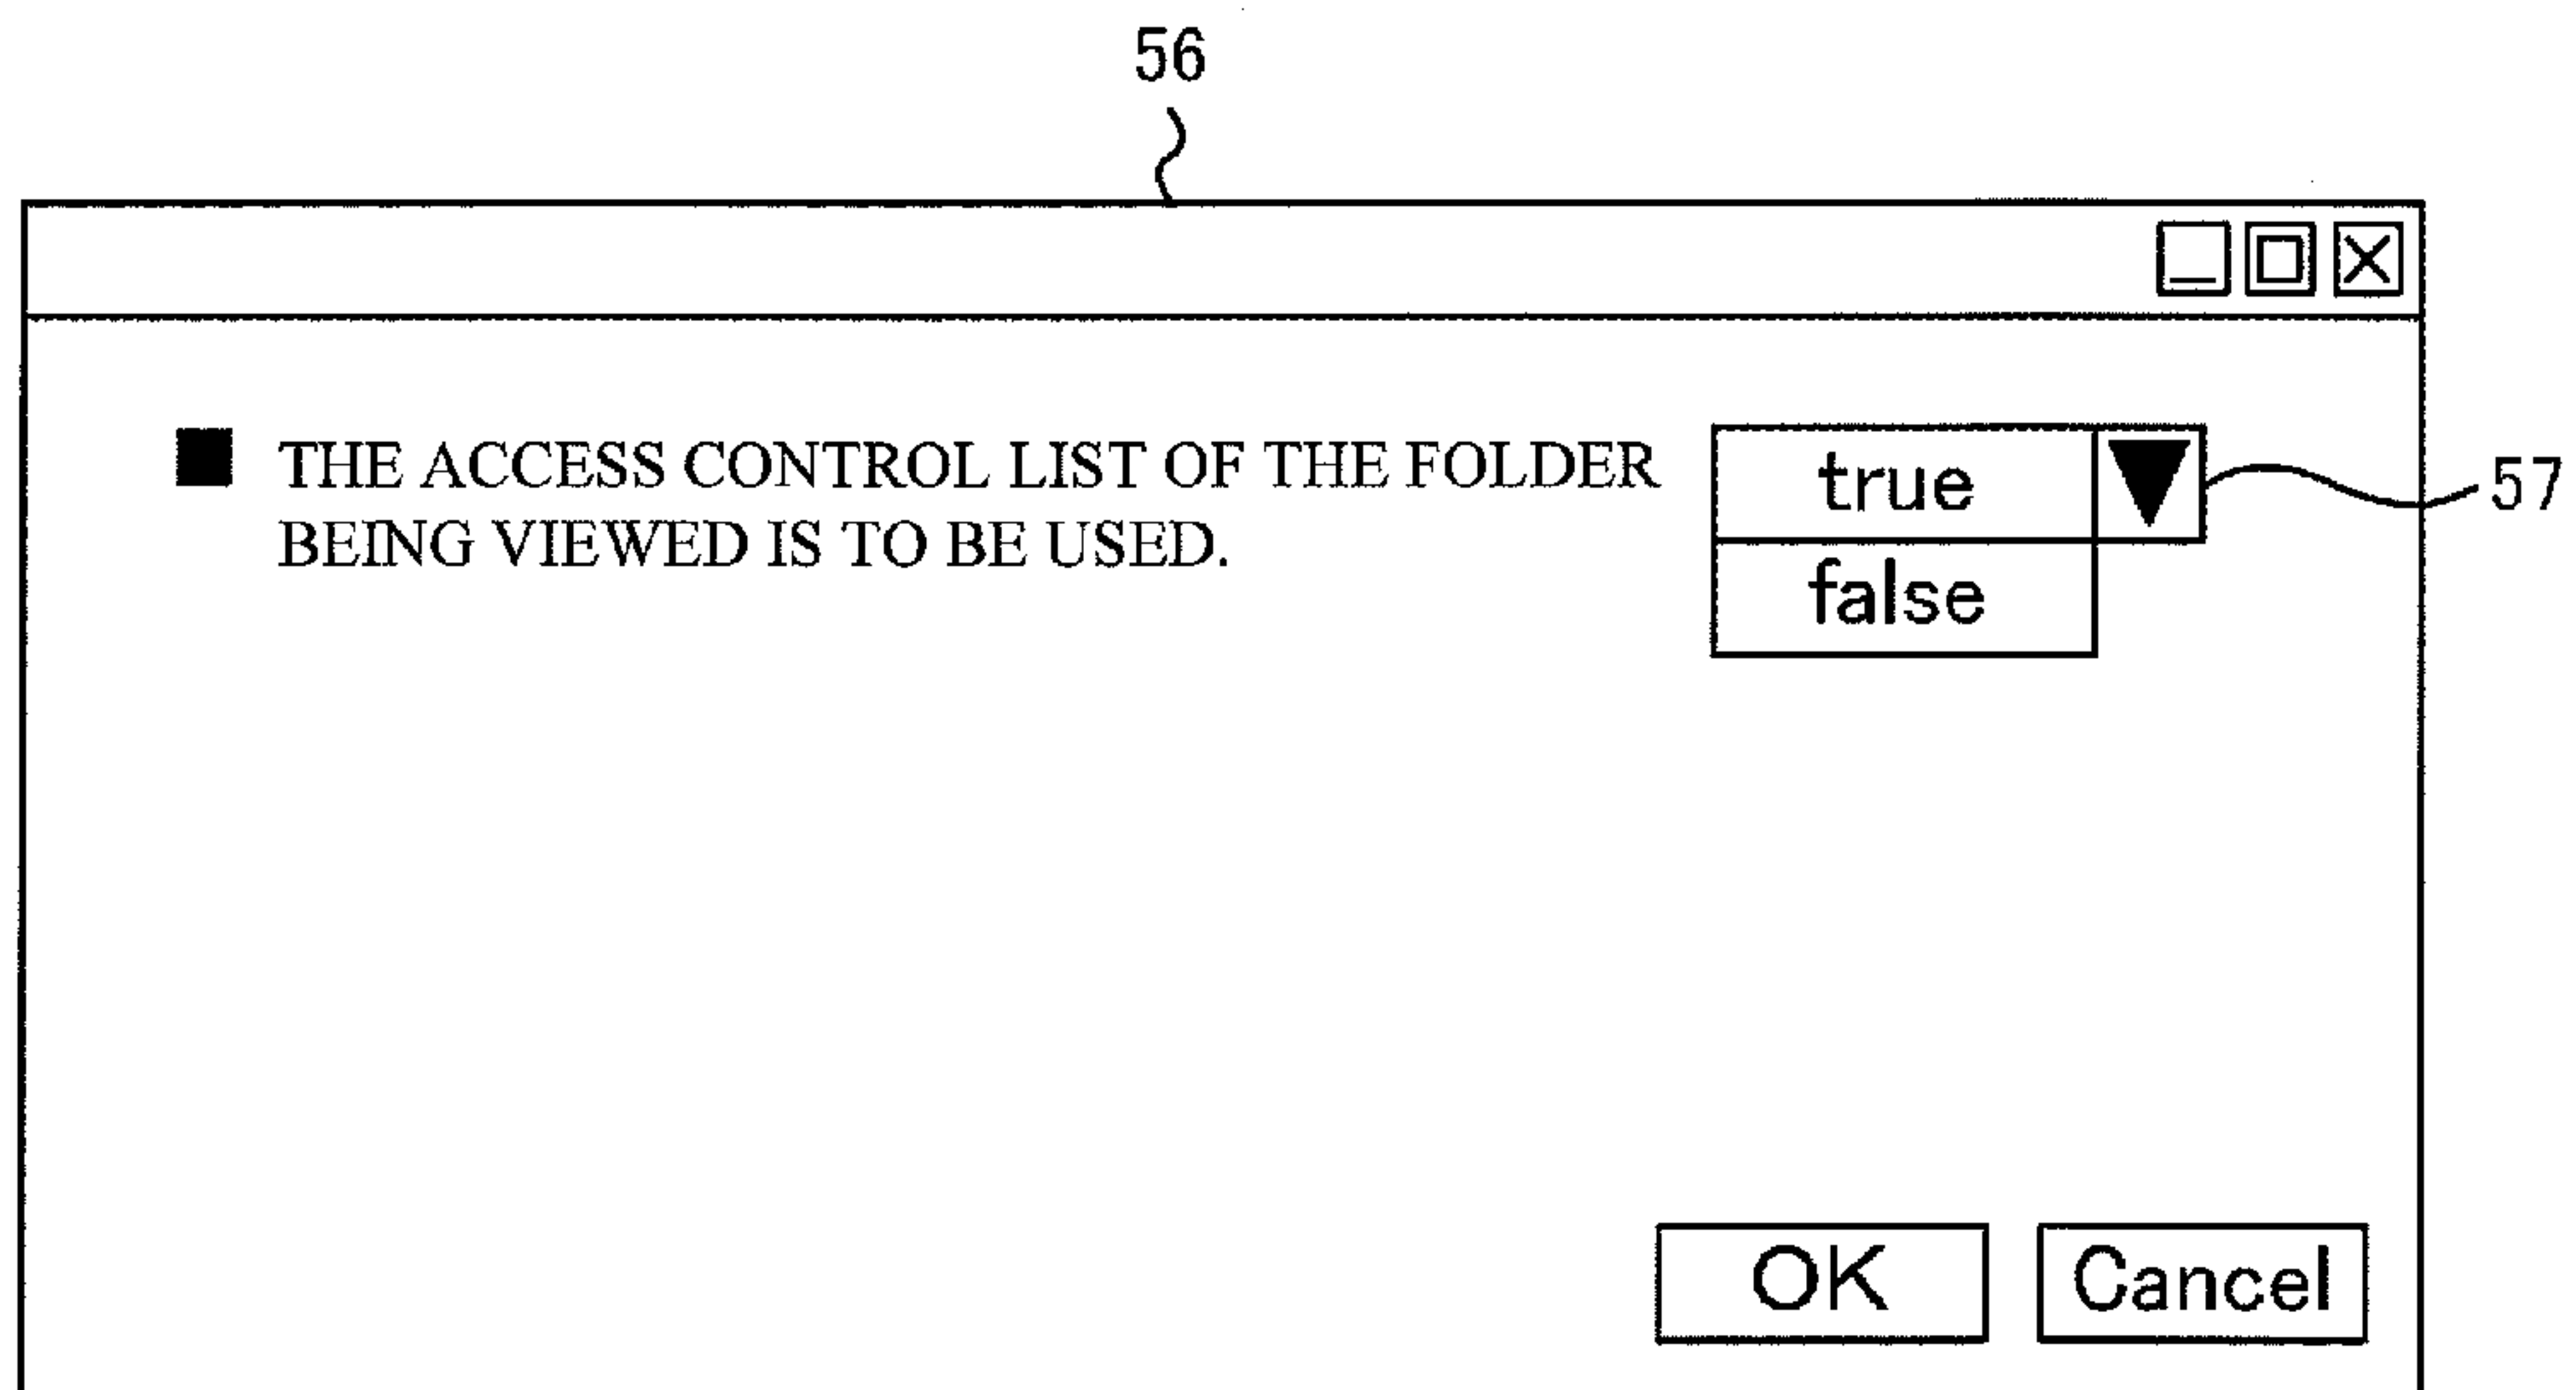 56
THE ACCESS CONTROL LIST OF THE FOLDER
BEING VIEWED IS TO BE USED.
true
false
57
OK
Cancel